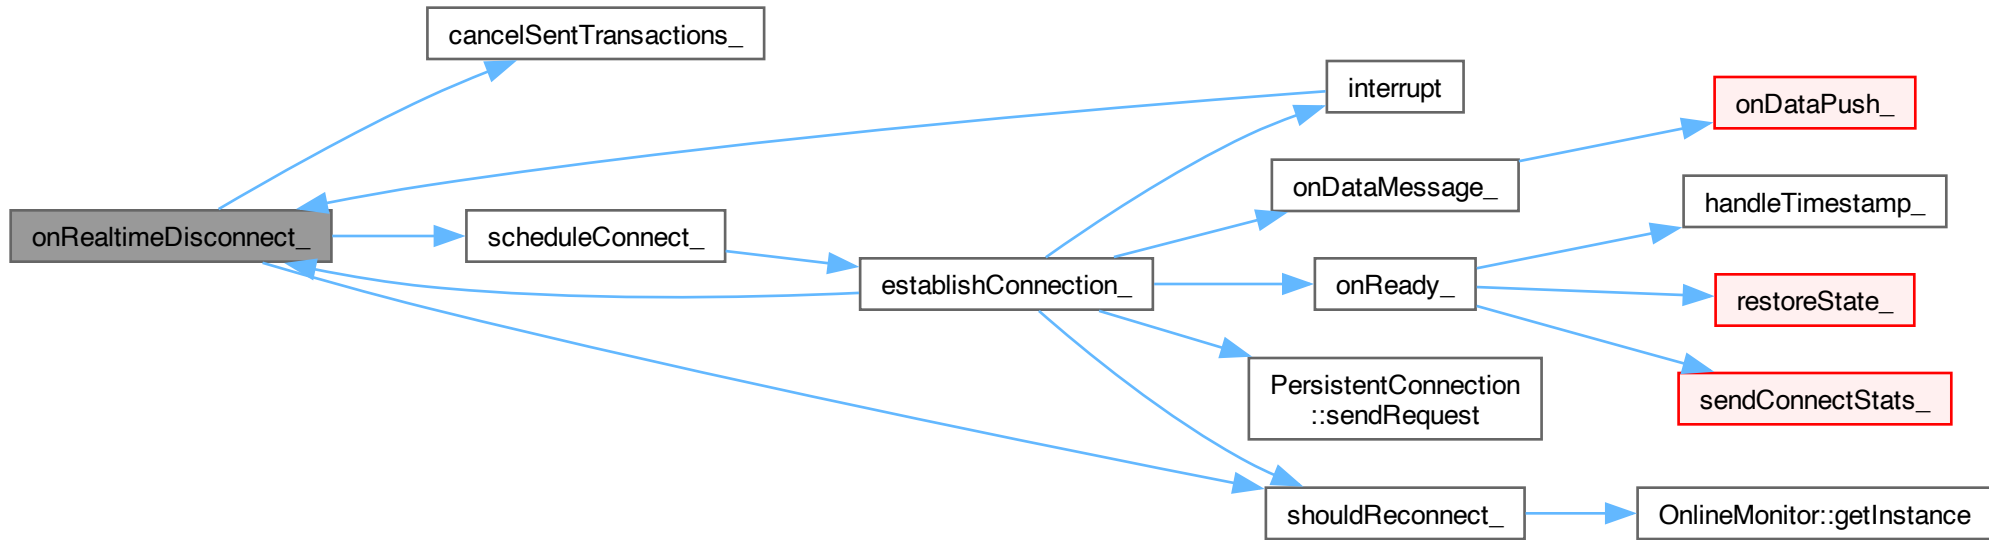 cancelSentTransactions_
interrupt
onDataPush_
onDataMessage_
handleTimestamp_
onRealtimeDisconnect_
scheduleConnect_
establishConnection_
onReady_
restoreState_
PersistentConnection
::sendRequest
sendConnectStats_
shouldReconnect_
OnlineMonitor::getInstance